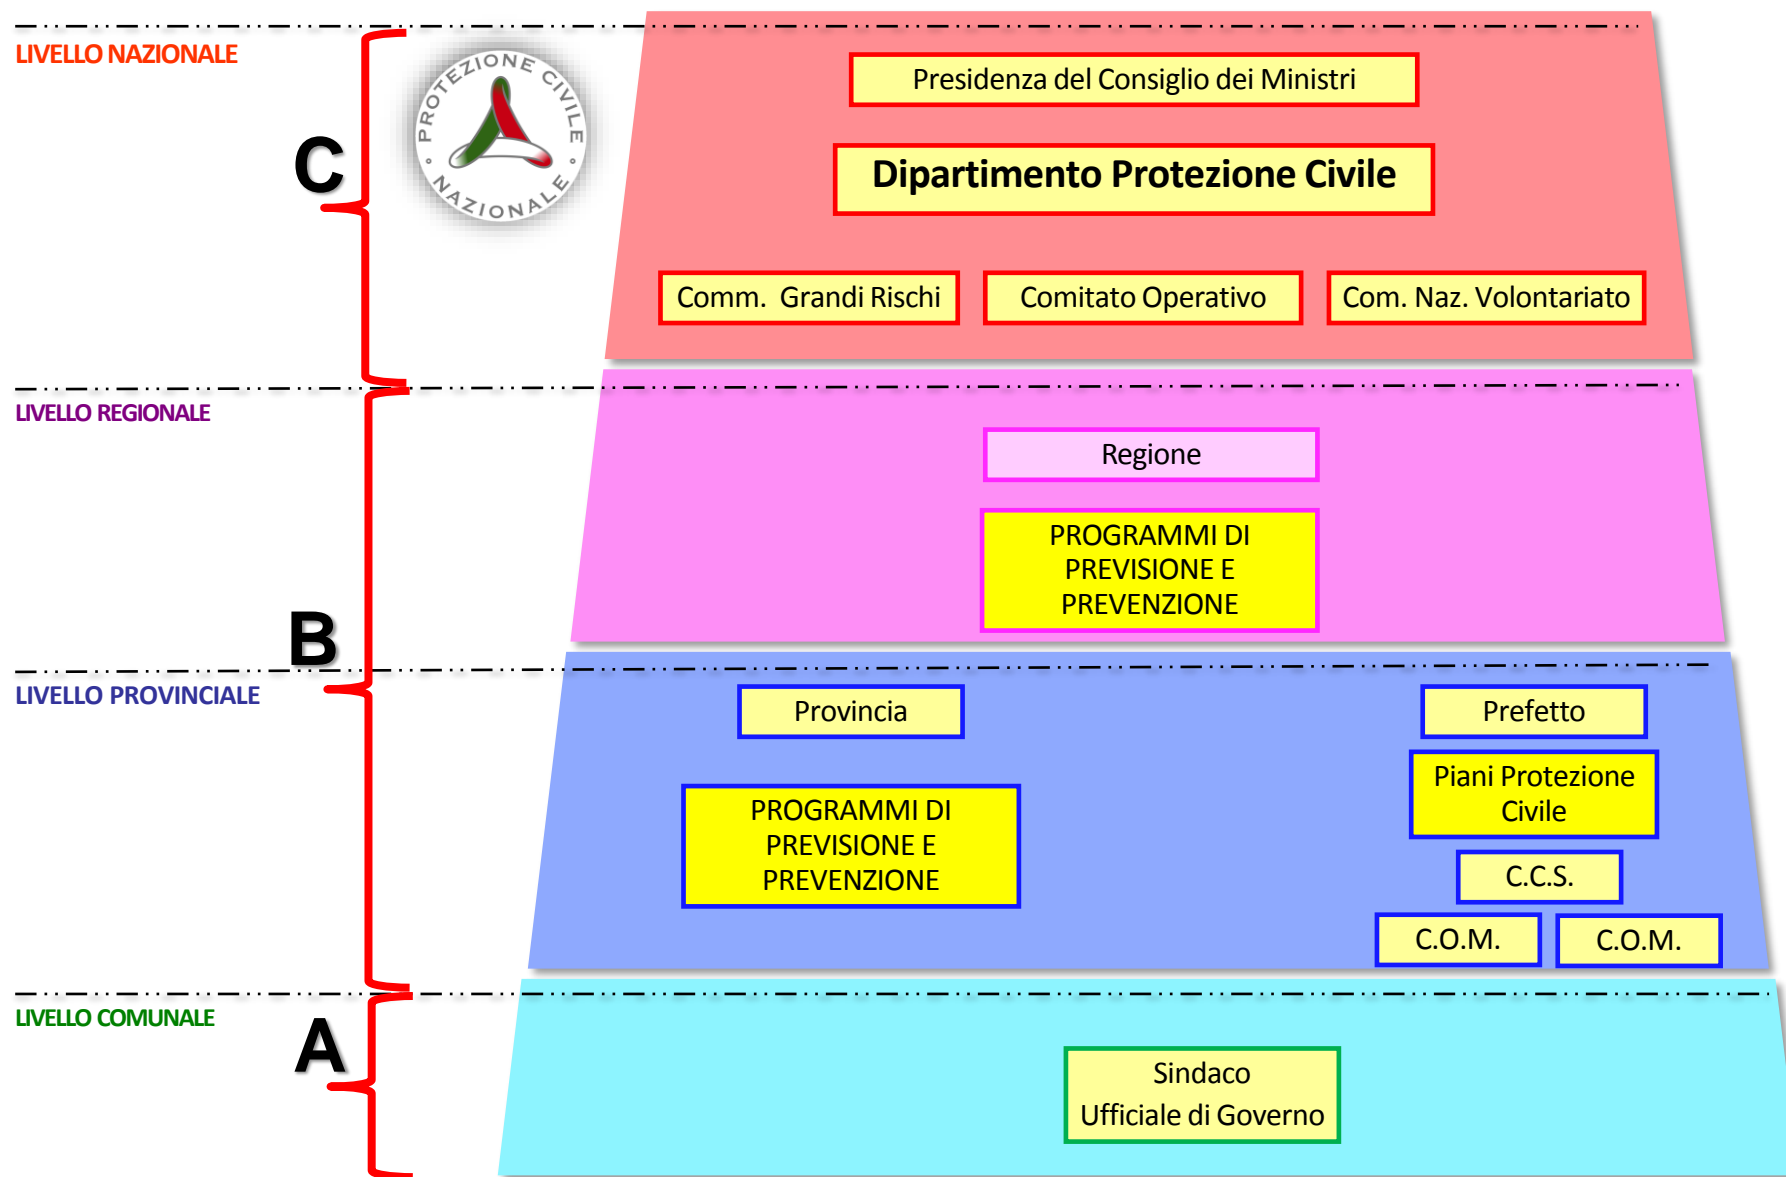 LIVELLO NAZIONALE
C
PROTEZIONE CIVILE
NAZIONALE
Presidenza del Consiglio dei Ministri
Dipartimento Protezione Civile
Comm. Grandi Rischi
Comitato Operativo
Com. Naz. Volontariato
LIVELLO REGIONALE
Regione
PROGRAMMI DI
PREVISIONE E
PREVENZIONE
B
LIVELLO PROVINCIALE
Provincia
PROGRAMMI DI
PREVISIONE E
PREVENZIONE
Prefetto
Piani Protezione
Civile
C.C.S.
C.O.M.
C.O.M.
LIVELLO COMUNALE
A
Sindaco
Ufficiale di Governo